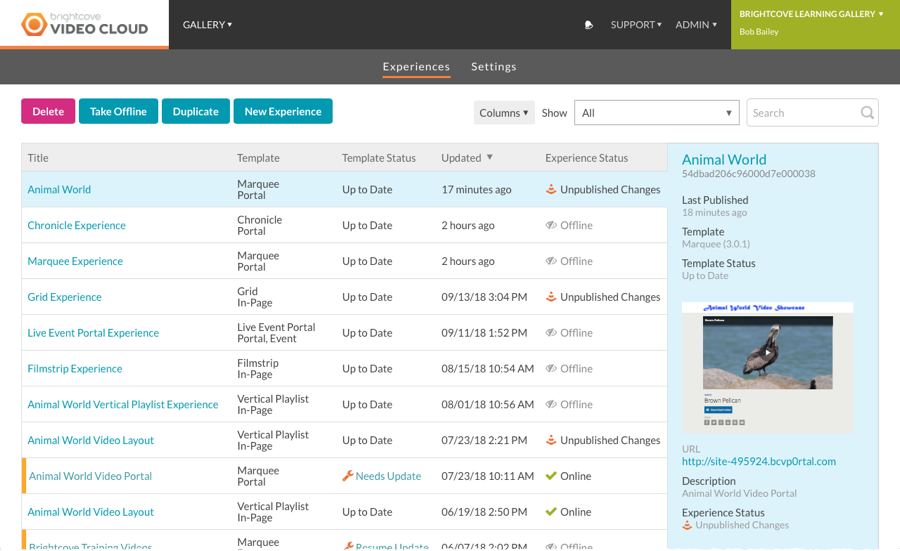 brightcove
VIDEO CLOUD
GALLERY
SUPPORT
ADMIN
BRIGHTCOVE LEARNING GALLERY
Bob Bailey
Experiences
Settings
Delete
Take Offline
Duplicate
New Experience
Columns
Show
All
Search
Title
Template
Template Status
Updated
Experience Status
Animal World
Marquee
Portal
Up to Date
17 minutes ago
Unpublished Changes
Chronicle Experience
Chronicle
Portal
Up to Date
2 hours ago
Offline
Marquee Experience
Marquee
Portal
Up to Date
2 hours ago
Offline
Grid Experience
Grid
In-Page
Up to Date
09/13/18 3:04 PM
Unpublished Changes
Live Event Portal Experience
Live Event Portal
Portal, Event
Up to Date
09/11/18 1:52 PM
Offline
Filmstrip Experience
Filmstrip
In-Page
Up to Date
08/15/18 10:54 AM
Offline
Animal World Vertical Playlist Experience
Vertical Playlist
In-Page
Up to Date
08/01/18 10:56 AM
Offline
Animal World Video Layout
Vertical Playlist
In-Page
Up to Date
07/23/18 2:21 PM
Unpublished Changes
Animal World Video Portal
Marquee
Portal
Needs Update
07/23/18 10:11 AM
Online
Animal World Video Layout
Vertical Playlist
In-Page
Up to Date
06/19/18 2:50 PM
Online
Brightcove Training Videos
Marquee
Resume Update
06/07/18 2:02 PM
Online
Animal World
54dbad206c96000d7e000038
Last Published
18 minutes ago
Template
Marquee (3.0.1)
Template Status
Up to Date
Animal World Video Showcase
Brown Pelican
Brown Pelican
URL
http://site-495924.bcvp0rtal.com
Description
Animal World Video Portal
Experience Status
Unpublished Changes